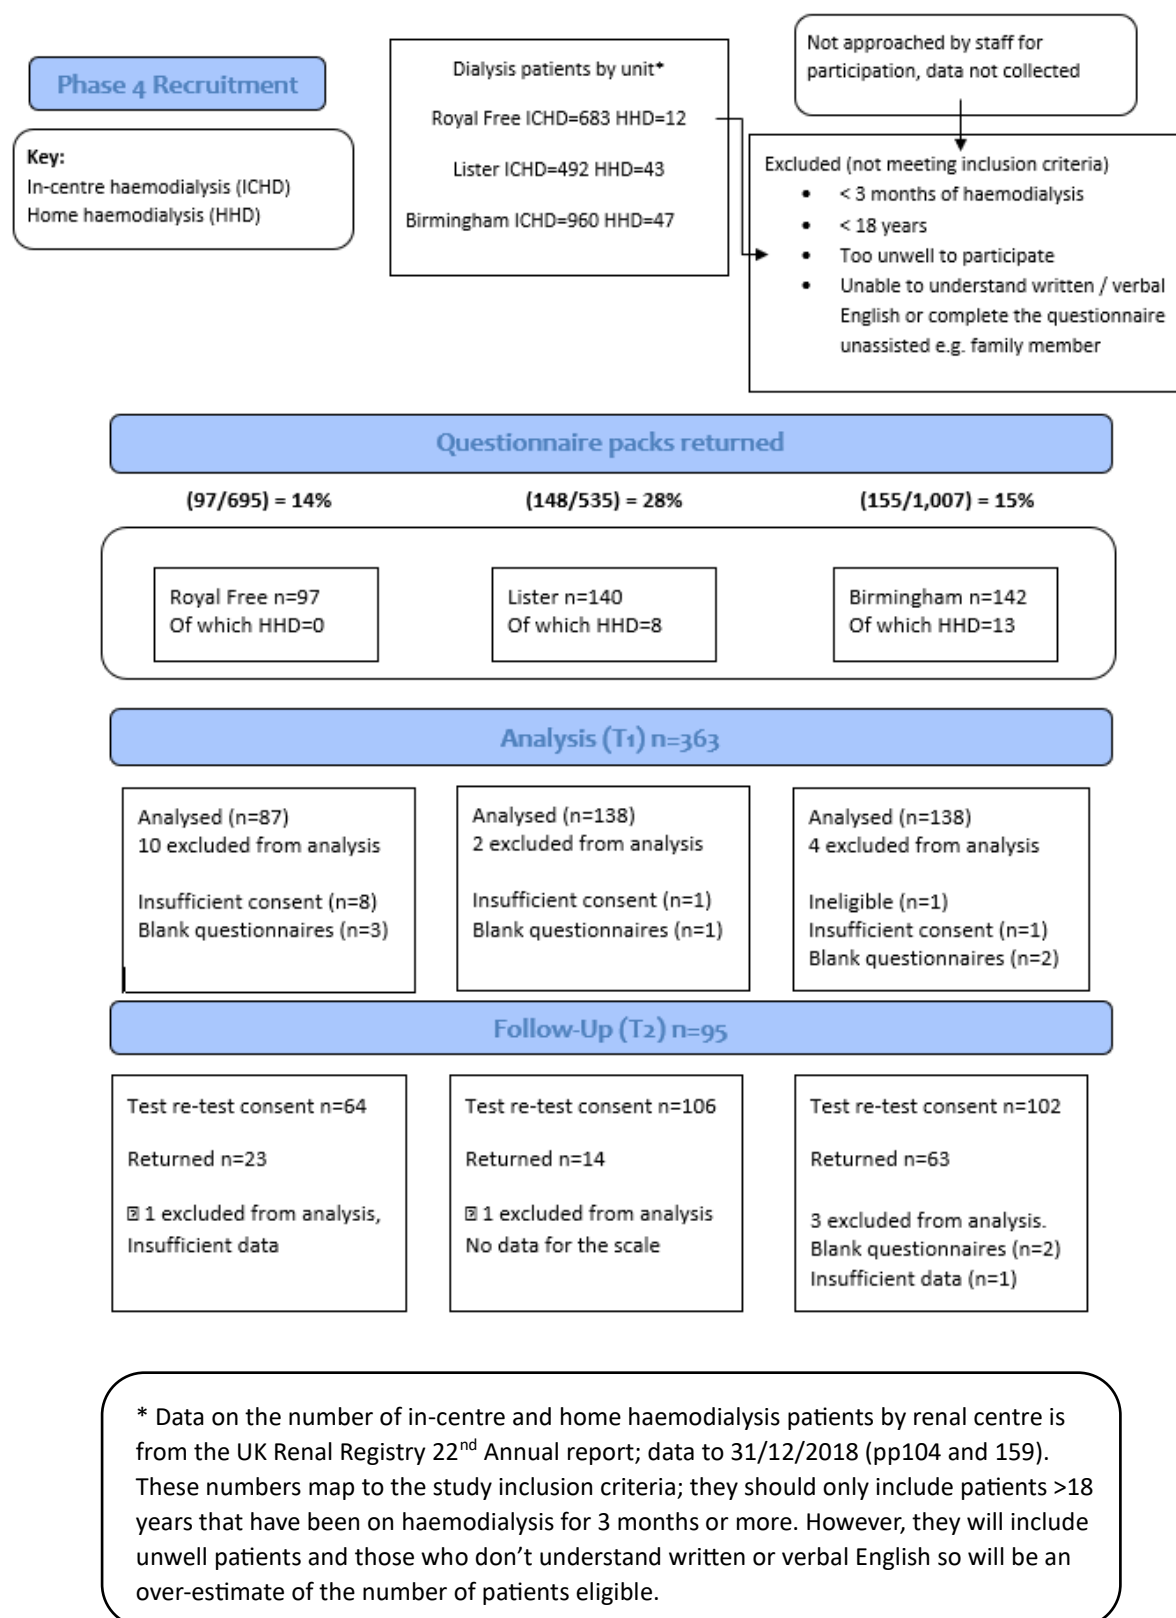 Phase 4 Recruitment
Key:
In-centre haemodialysis (ICHD)
Home haemodialysis (HHD)
Dialysis patients by unit*
Royal Free ICHD=683 HHD=12
Lister ICHD=492 HHD=43
Birmingham ICHD=960 HHD=47
Not approached by staff for
participation, data not collected
Excluded (not meeting inclusion criteria)
• < 3 months of haemodialysis
• < 18 years
• Too unwell to participate
• Unable to understand written / verbal
English or complete the questionnaire
unassisted e.g. family member
Questionnaire packs returned
(97/695) = 14%
(148/535) = 28%
(155/1,007) = 15%
Royal Free n=97
Of which HHD=0
Lister n=140
Of which HHD=8
Birmingham n=142
Of which HHD=13
Analysis (T1) n=363
Analysed (n=87)
10 excluded from analysis
Insufficient consent (n=8)
Blank questionnaires (n=3)
Analysed (n=138)
2 excluded from analysis
Insufficient consent (n=1)
Blank questionnaires (n=1)
Analysed (n=138)
4 excluded from analysis
Ineligible (n=1)
Insufficient consent (n=1)
Blank questionnaires (n=2)
Follow-Up (T2) n=95
Test re-test consent n=64
Returned n=23
⍰ 1 excluded from analysis,
Insufficient data
Test re-test consent n=106
Returned n=14
⍰ 1 excluded from analysis
No data for the scale
Test re-test consent n=102
Returned n=63
3 excluded from analysis.
Blank questionnaires (n=2)
Insufficient data (n=1)
* Data on the number of in-centre and home haemodialysis patients by renal centre is
from the UK Renal Registry 22nd Annual report; data to 31/12/2018 (pp104 and 159).
These numbers map to the study inclusion criteria; they should only include patients >18
years that have been on haemodialysis for 3 months or more. However, they will include
unwell patients and those who don’t understand written or verbal English so will be an
over-estimate of the number of patients eligible.